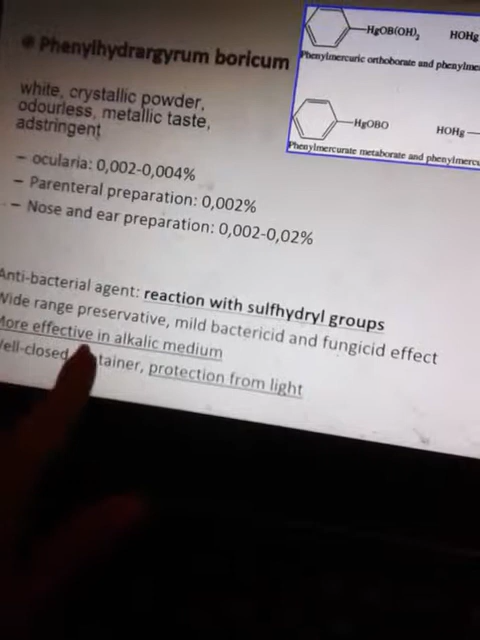 Phenylhydrargyrum boricum
white, crystallic powder,
odourless, metallic taste,
adstringent
– ocularia: 0,002-0,004%
– Parenteral preparation: 0,002%
– Nose and ear preparation: 0,002-0,02%
Anti-bacterial agent: reaction with sulfhydryl groups
Wide range preservative, mild bactericid and fungicid effect
More effective in alkalic medium
Well-closed protection from light
HgOB(OH)2 HOHg
Phenylmercuric orthoborate and
HgOBO HOHg
Phenylmercurate metaborate and